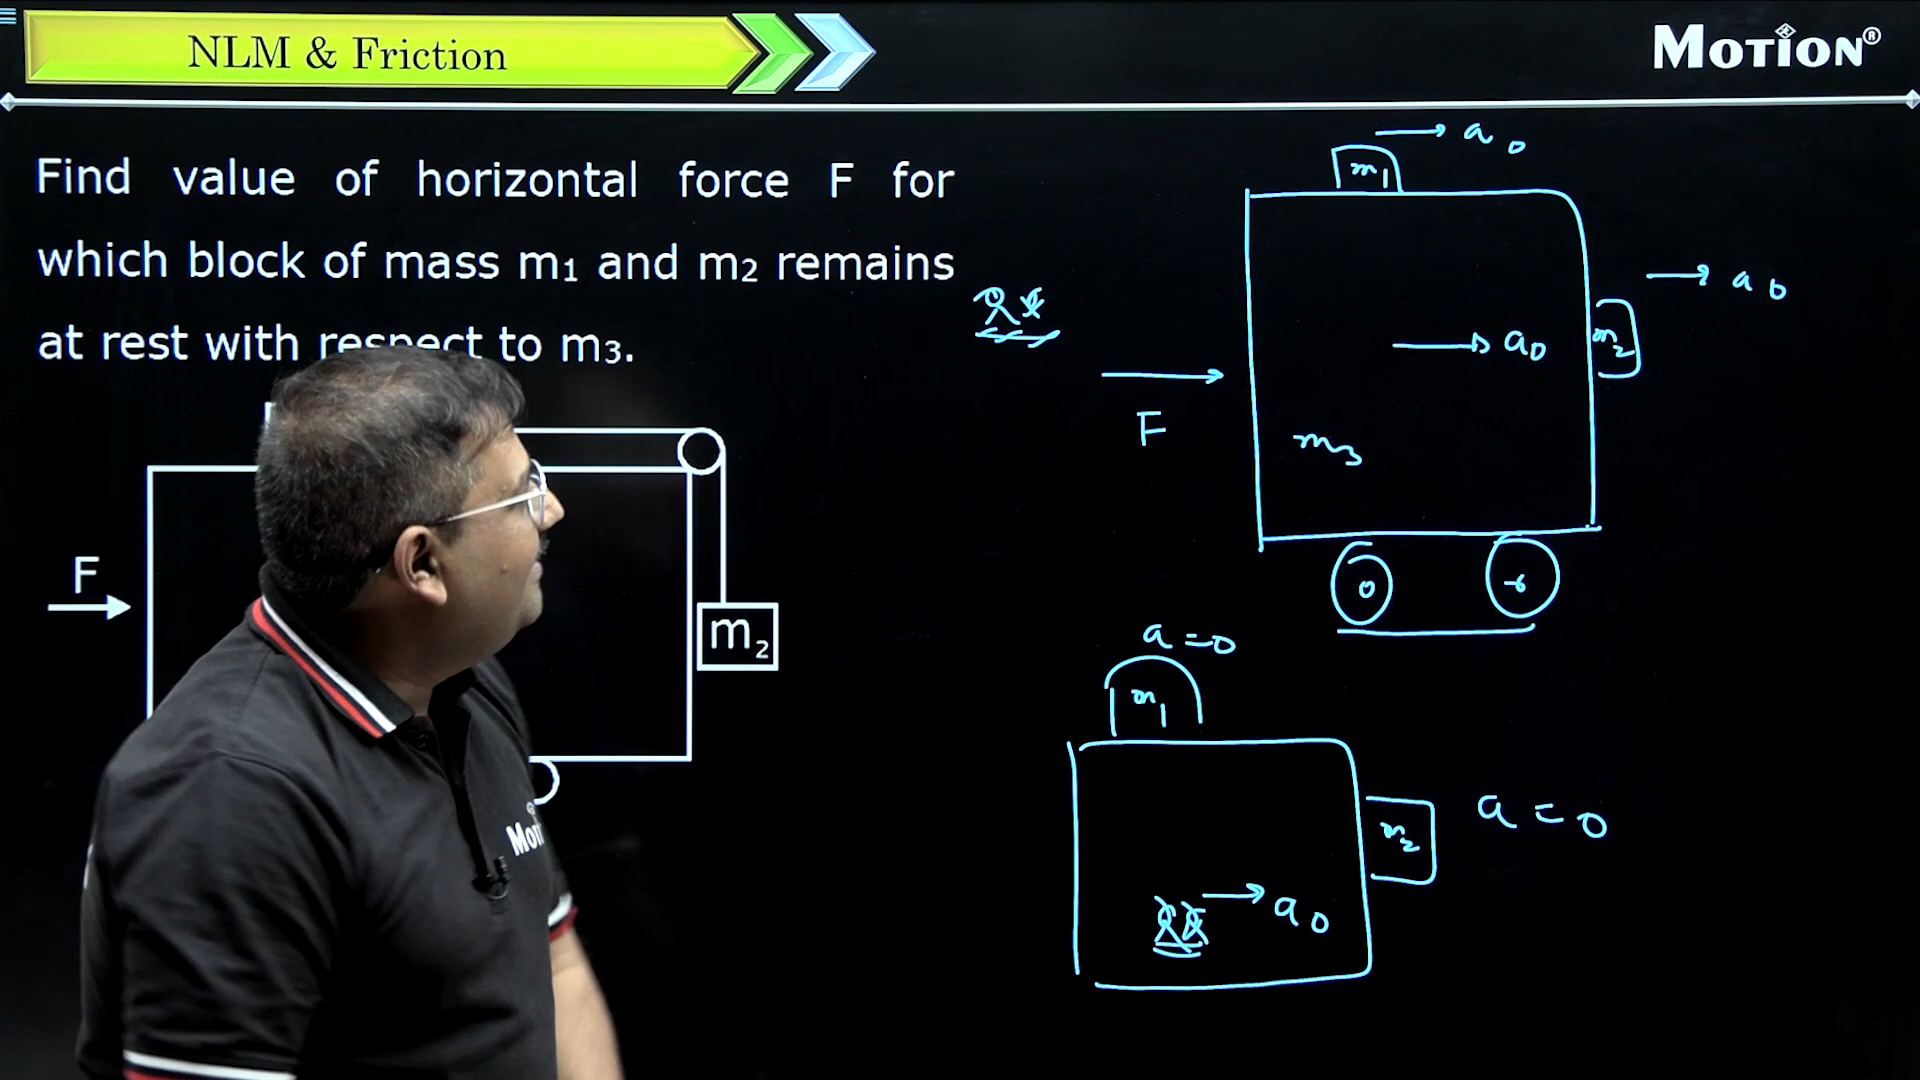 NLM & Friction
MOTION®
Find value of horizontal force F for
which block of mass m₁ and m₂ remains
at rest with respect to m₃.
F
m₂
Mot
a₀
m₁
a₀
a₀
m₂
F
m₃
a = 0
m₁
a = 0
m₂
a₀